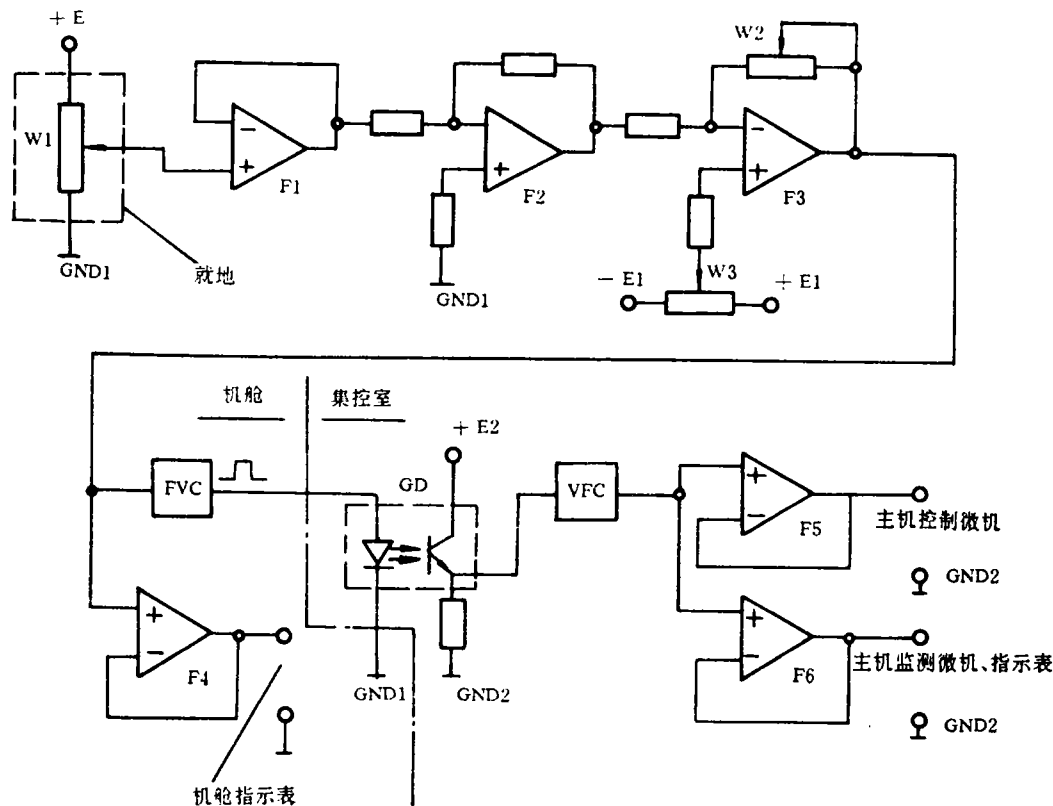 + E
W1
GND1
就地
−
+
F1
+
F2
GND1
W2
−
+
F3
W3
− E1
+ E1
机舱
集控室
+ E2
FVC
GD
VFC
+
−
F5
主机控制微机
GND2
+
−
F4
GND1
GND2
+
−
F6
主机监测微机、指示表
GND2
机舱指示表